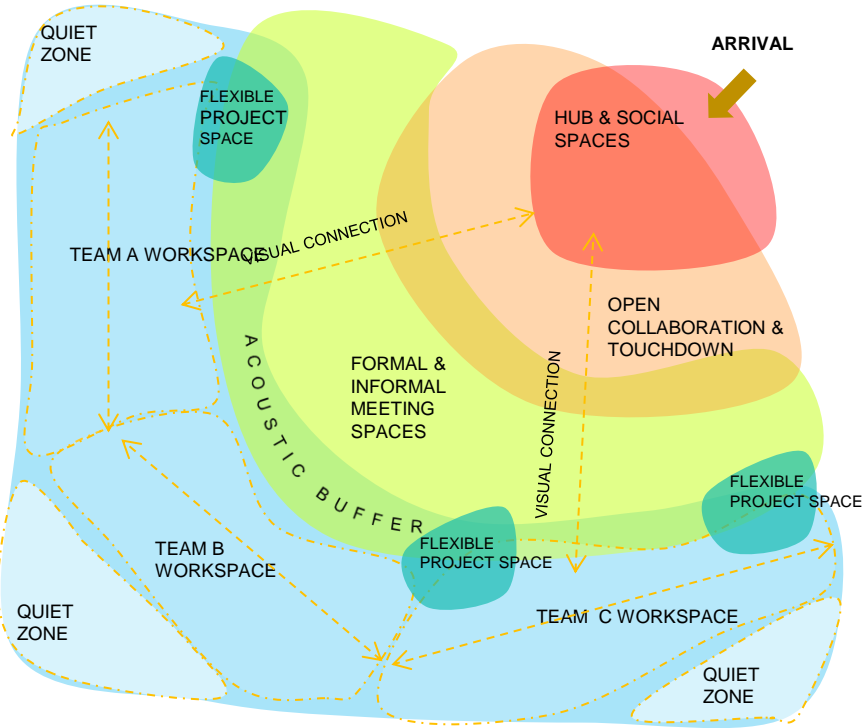 QUIET
ZONE
ARRIVAL
FLEXIBLE
PROJECT
SPACE
HUB & SOCIAL
SPACES
VISUAL CONNECTION
TEAM A WORKSPACE
OPEN
COLLABORATION &
TOUCHDOWN
ACOUSTIC BUFFER
FORMAL &
INFORMAL
MEETING
SPACES
VISUAL CONNECTION
FLEXIBLE
PROJECT SPACE
FLEXIBLE
PROJECT SPACE
TEAM B
WORKSPACE
QUIET
ZONE
TEAM  C WORKSPACE
QUIET
ZONE